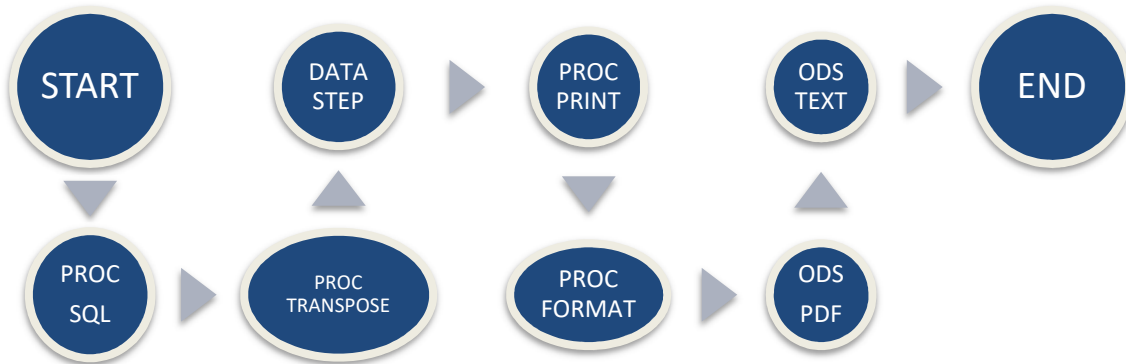 START
PROC
SQL
PROC
TRANSPOSE
DATA
STEP
PROC
PRINT
PROC
FORMAT
ODS
PDF
ODS
TEXT
END